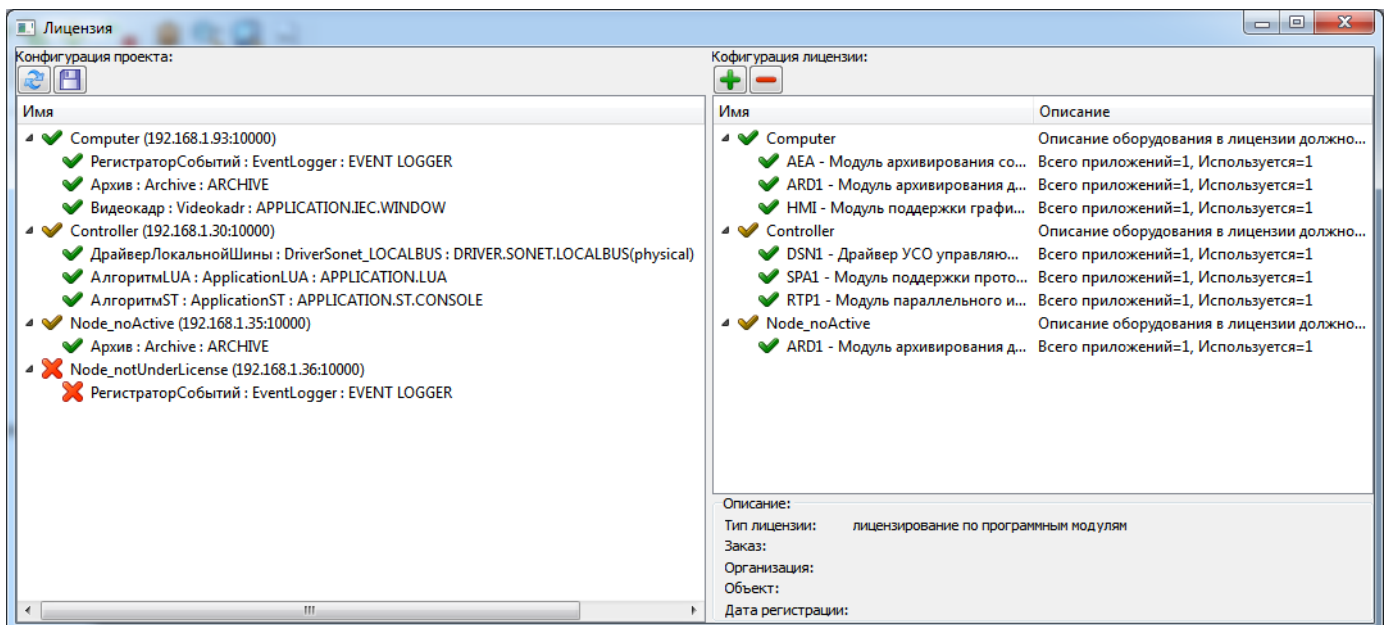 Лицензия
Конфигурация проекта:
Имя
Computer (192.168.1.93:10000)
РегистраторСобытий : EventLogger : EVENT LOGGER
Архив : Archive : ARCHIVE
Видеокадр : Videokadr : APPLICATION.IEC.WINDOW
Controller (192.168.1.30:10000)
ДрайверЛокальнойШины : DriverSonet_LOCALBUS : DRIVER.SONET.LOCALBUS(physical)
АлгоритмLUA : ApplicationLUA : APPLICATION.LUA
АлгоритмST : ApplicationST : APPLICATION.ST.CONSOLE
Node_noActive (192.168.1.35:10000)
Архив : Archive : ARCHIVE
Node_notUnderLicense (192.168.1.36:10000)
РегистраторСобытий : EventLogger : EVENT LOGGER
Кофигурация лицензии:
Имя Описание
Computer Описание оборудования в лицензии должно...
AEA - Модуль архивирования со... Всего приложений=1, Используется=1
ARD1 - Модуль архивирования д... Всего приложений=1, Используется=1
HMI - Модуль поддержки графи... Всего приложений=1, Используется=1
Controller Описание оборудования в лицензии должно...
DSN1 - Драйвер УСО управляю... Всего приложений=1, Используется=1
SPA1 - Модуль поддержки прото... Всего приложений=1, Используется=1
RTP1 - Модуль параллельного и... Всего приложений=1, Используется=1
Node_noActive Описание оборудования в лицензии должно...
ARD1 - Модуль архивирования д... Всего приложений=1, Используется=1
Описание:
Тип лицензии: лицензирование по программным модулям
Заказ:
Организация:
Объект:
Дата регистрации: